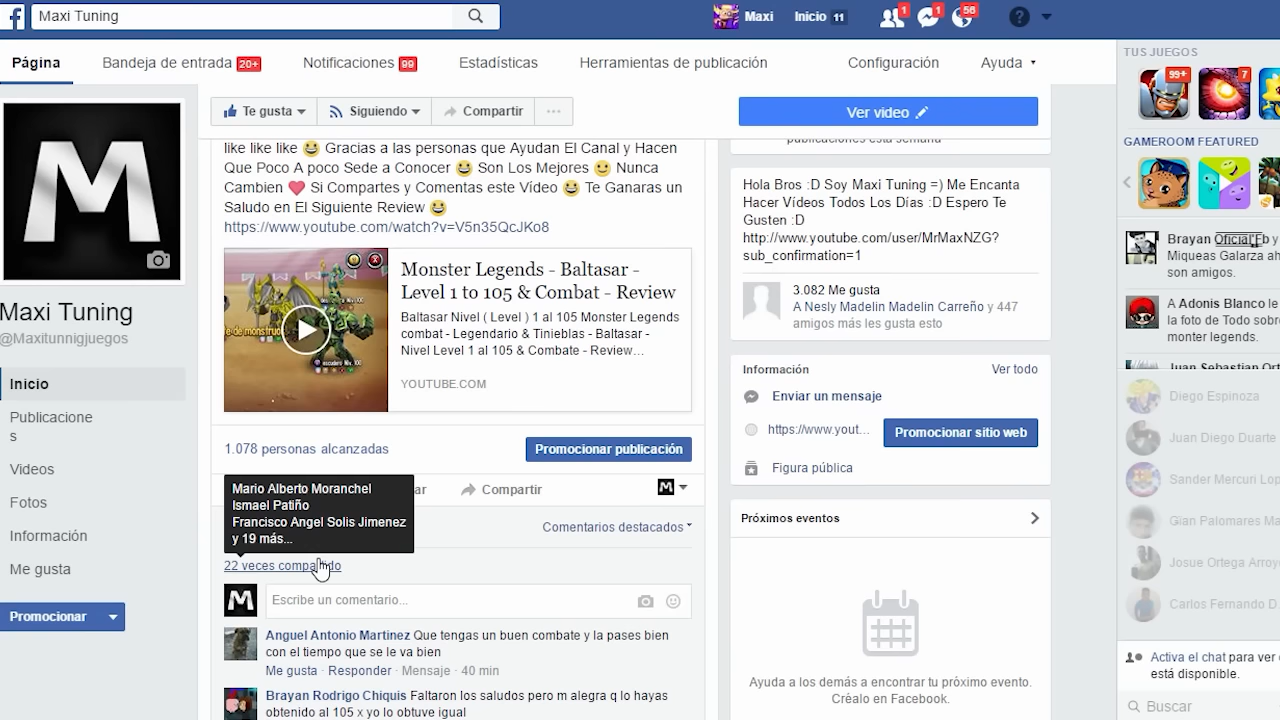 Maxi Tuning
Maxi
Inicio 11
1
1
56
?
Página
Bandeja de entrada 20+
Notificaciones 99
Estadísticas
Herramientas de publicación
Configuración
Ayuda
M
Maxi Tuning
@Maxitunnigjuegos
Inicio
Publicacione
s
Videos
Fotos
Información
Me gusta
Promocionar
Te gusta
Siguiendo
Compartir
...
Ver video
like like like 😀 Gracias a las personas que Ayudan El Canal y Hacen
Que Poco A poco Sede a Conocer 😀 Son Los Mejores 🙂 Nunca
Cambien ❤ Si Compartes y Comentas este Vídeo 😀 Te Ganaras un
Saludo en El Siguiente Review 😀
https://www.youtube.com/watch?v=V5n35QcJKo8
Monster Legends - Baltasar -
Level 1 to 105 & Combat - Review
Baltasar Nivel ( Level ) 1 al 105 Monster Legends
combat - Legendario & Tinieblas - Baltasar -
Nivel Level 1 al 105 & Combate - Review...
YOUTUBE.COM
1.078 personas alcanzadas
Promocionar publicación
Mario Alberto Moranchel
Ismael Patiño
Francisco Angel Solis Jimenez
y 19 más...
ar
Compartir
M
Comentarios destacados
22 veces compartido
M
Escribe un comentario...
Anguel Antonio Martinez Que tengas un buen combate y la pases bien
con el tiempo que se le va bien
Me gusta · Responder · Mensaje · 40 min
Brayan Rodrigo Chiquis Faltaron los saludos pero m alegra q lo hayas
obtenido al 105 x yo lo obtuve igual
publicaciones esta semana
Hola Bros :D Soy Maxi Tuning =) Me Encanta
Hacer Vídeos Todos Los Días :D Espero Te
Gusten :D
http://www.youtube.com/user/MrMaxNZG?
sub_confirmation=1
3.082 Me gusta
A Nesly Madelin Madelin Carreño y 447
amigos más les gusta esto
Información
Ver todo
Enviar un mensaje
https://www.yout...
Promocionar sitio web
Figura pública
Próximos eventos
Ayuda a los demás a encontrar tu próximo evento.
Créalo en Facebook.
TUS JUEGOS
99+
7
GAMEROOM FEATURED
Brayan Oficial Fb y
Miqueas Galarza ah
son amigos.
A Adonis Blanco le
la foto de Todo sobre
monter legends.
Juan Sebastian Ort
Diego Espinoza
Juan Diego Duarte
Sander Mercuri Lop
Gian Palomares Ma
Josue Ortega Arroy
Carlos Fernando D
Activa el chat para ver
está disponible.
Buscar